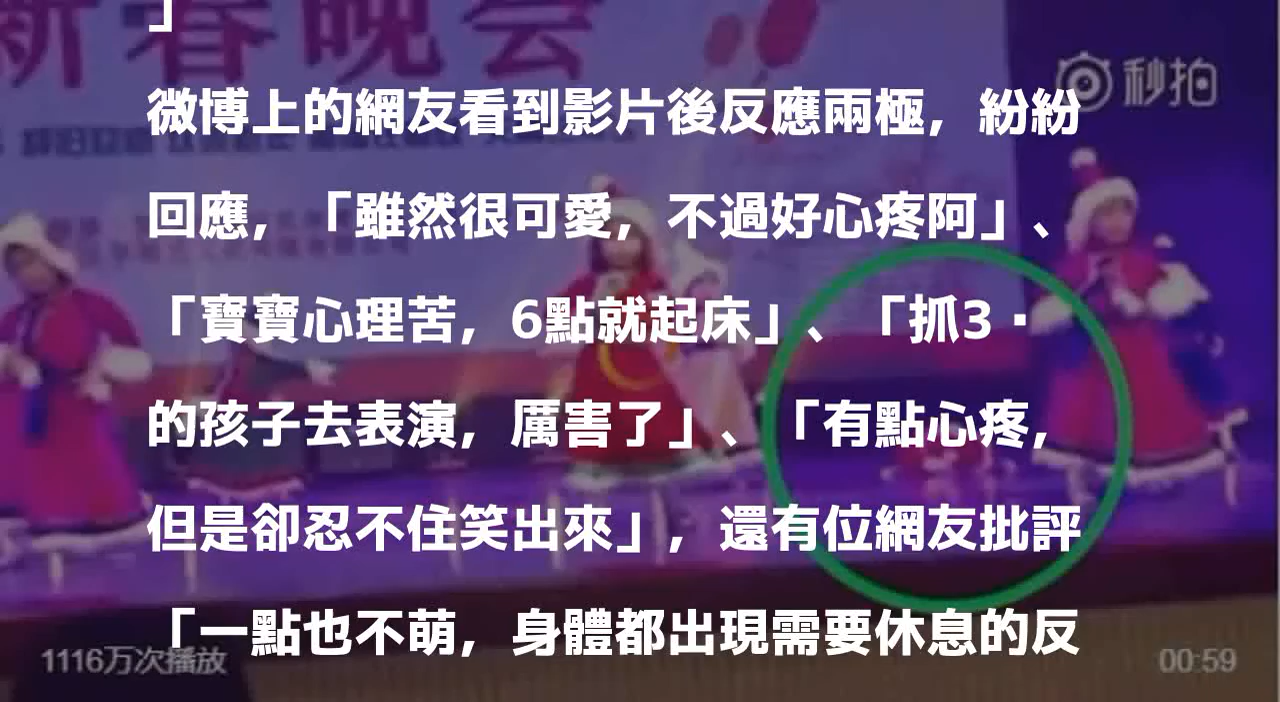 」
新春晚会
秒拍
微博上的網友看到影片後反應兩極，紛紛
回應，「雖然很可愛，不過好心疼阿」、
「寶寶心理苦，6點就起床」、「抓3・
的孩子去表演，厲害了」、「有點心疼，
但是卻忍不住笑出來」，還有位網友批評
「一點也不萌，身體都出現需要休息的反
1116万次播放
00:59